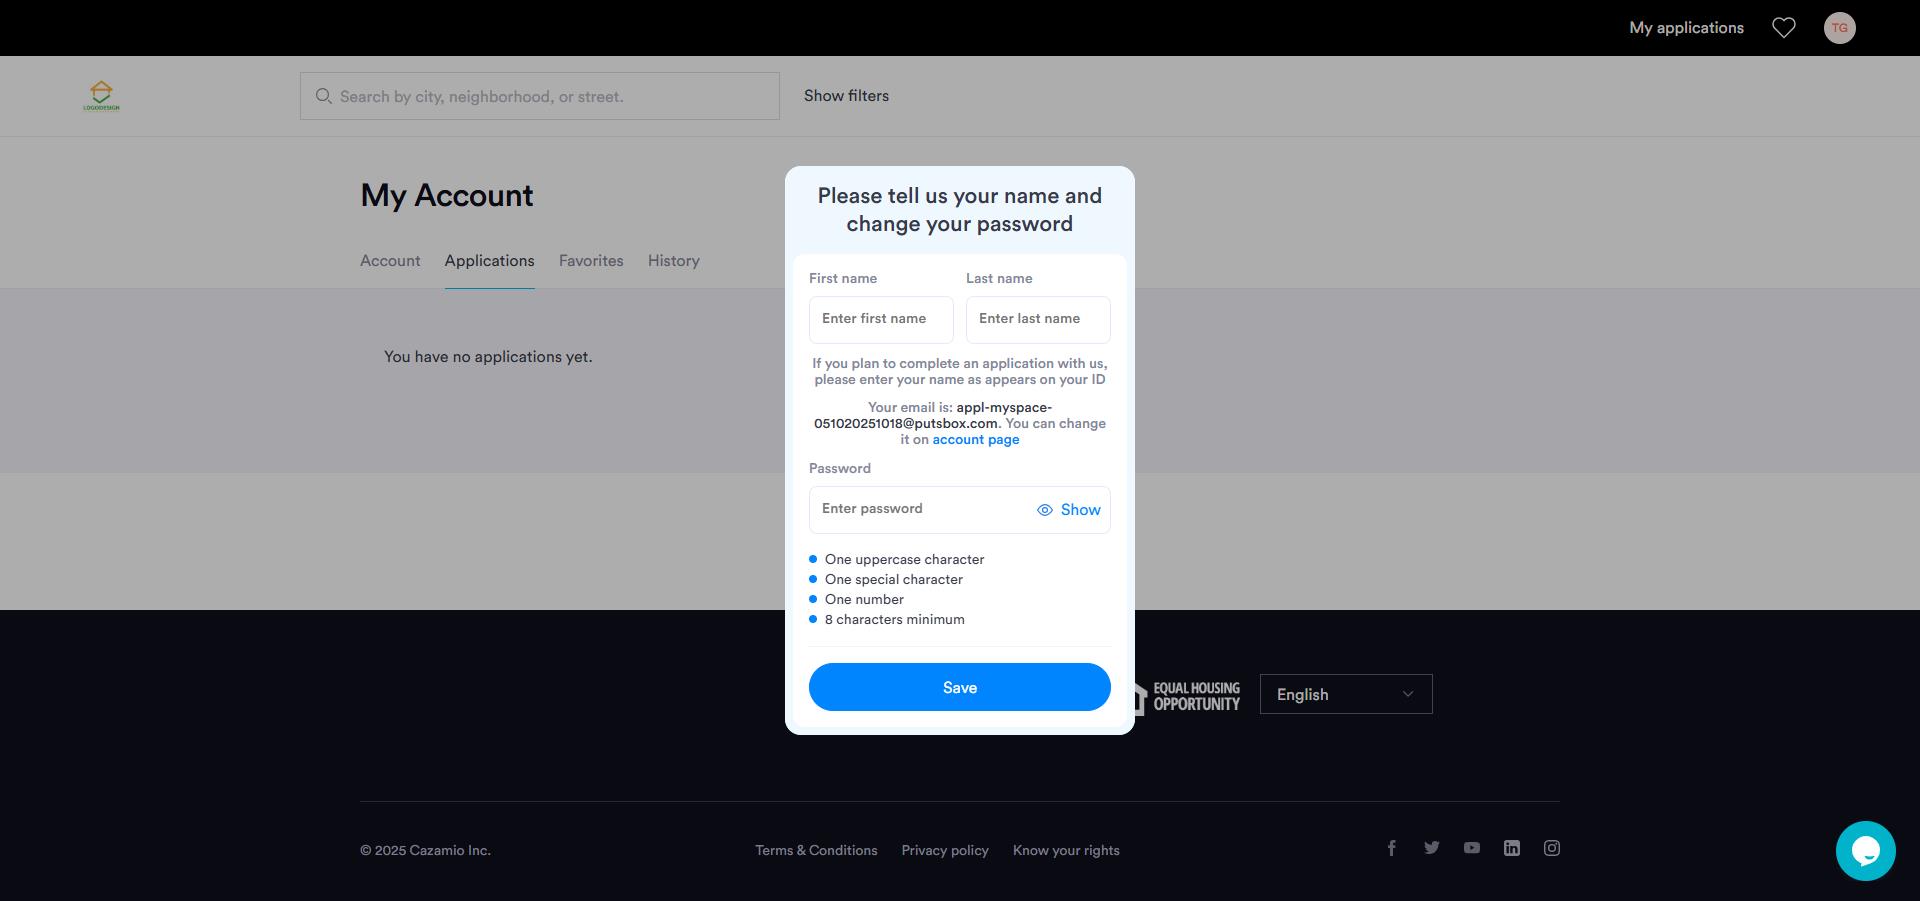 My applications
TG
LOGODESIGN
Search by city, neighborhood, or street.
Show filters
My Account
Account
Applications
Favorites
History
You have no applications yet.
Please tell us your name and
change your password
First name
Last name
Enter first name
Enter last name
If you plan to complete an application with us,
please enter your name as appears on your ID
Your email is: appl-myspace-
051020251018@putsbox.com. You can change
it on account page
Password
Enter password
Show
One uppercase character
One special character
One number
8 characters minimum
Save
EQUAL HOUSING
OPPORTUNITY
English
© 2025 Cazamio Inc.
Terms & Conditions
Privacy policy
Know your rights